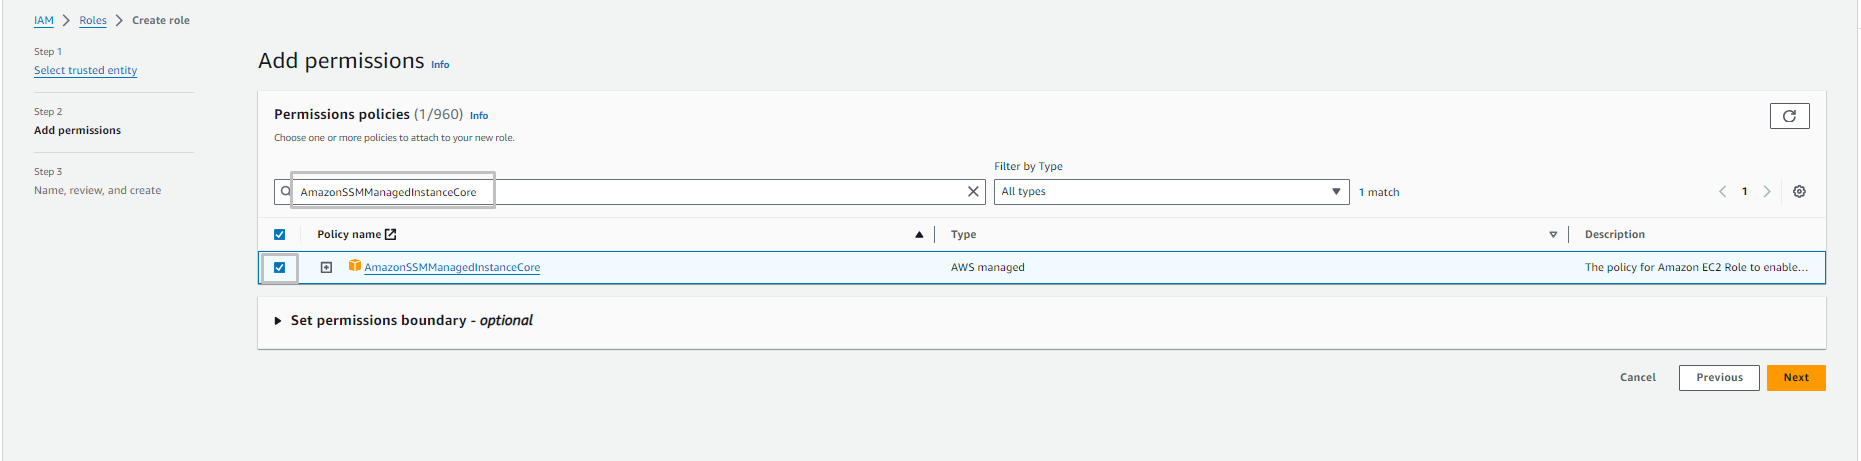 IAM > Roles > Create role
Step 1
Select trusted entity
Step 2
Add permissions
Step 3
Name, review, and create
Add permissions Info
Permissions policies (1/960) Info
Choose one or more policies to attach to your new role.
Filter by Type
AmazonSSMManagedInstanceCore
All types
1 match
1
Policy name Type Description
AmazonSSMManagedInstanceCore AWS managed The policy for Amazon EC2 Role to enable...
Set permissions boundary - optional
Cancel Previous Next